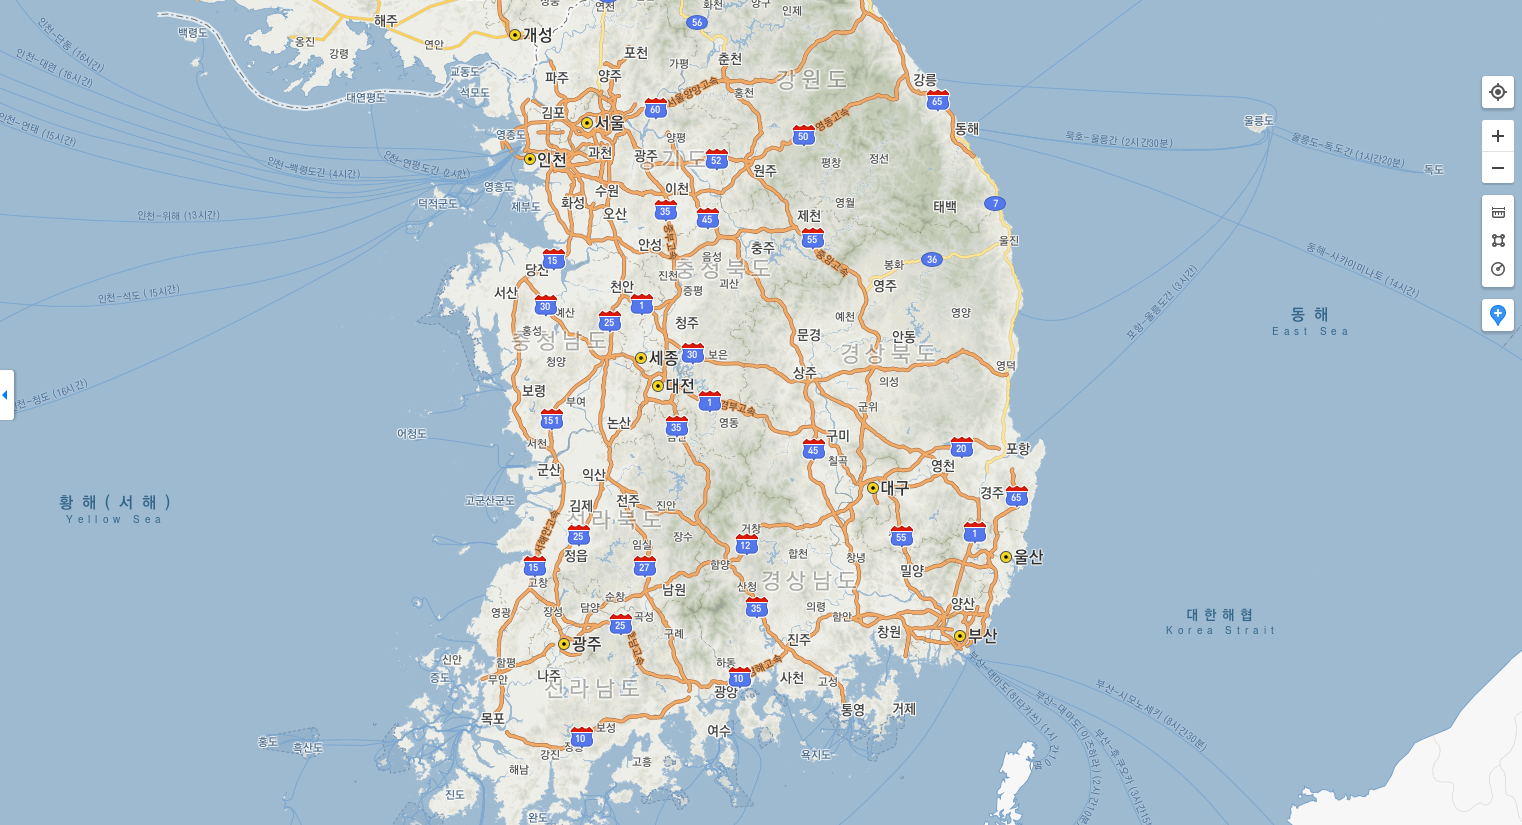 해주
56
화천
양구
인제
연천
백령도
개성
옹진
강령
연안
포천
가평
춘천
파주
양주
교동도
석모도
대연평도
강원도
강릉
65
홍천
서울양양고속
60
김포
서울
영동고속
50
동해
울릉도
영종도
양평
인천
과천
광주
경기도
52
원주
평창
정선
묵호-울릉간 (2시간30분)
울릉도-독도간 (1시간20분)
독도
인천-단동 (16시간)
인천-대련 (16시간)
인천-연태 (15시간)
인천-백령도간 (4시간)
인천-위해 (13시간)
영흥도
덕적군도
제부도
수원
화성
오산
이천
35
45
제천
영월
태백
7
안성
충주
55
울진
중앙고속
봉화
36
음성
충청북도
당진
15
진천
괴산
증평
서산
천안
영주
인천-석도 (15시간)
30
예산
1
25
청주
예천
영양
홍성
충청남도
문경
안동
경상북도
동해
East Sea
동해-사카이미나토 (14시간)
포항-울릉도간 (3시간)
세종
30
보은
청양
대전
상주
영덕
의성
보령
부여
1
경부고속
군위
151
논산
35
영동
구미
어청도
서천
45
칠곡
20
포항
영천
군산
익산
대구
경주
65
고군산군도
황해(서해)
Yellow Sea
김제
전주
진안
전라북도
서해안고속
25
장수
거창
12
합천
창녕
55
1
정읍
임실
울산
15
27
함양
밀양
고창
경상남도
산청
남원
순창
35
영광
장성
담양
곡성
25
의령
함안
양산
창원
부산
대한해협
Korea Strait
광주
구례
진주
신안
함평
하동
증도
무안
나주
10
사천
고성
전라남도
광양
통영
거제
목포
보성
여수
홍도
흑산도
10
강진
욕지도
해남
고흥
진도
완도
부산-시모노세키 (8시간30분)